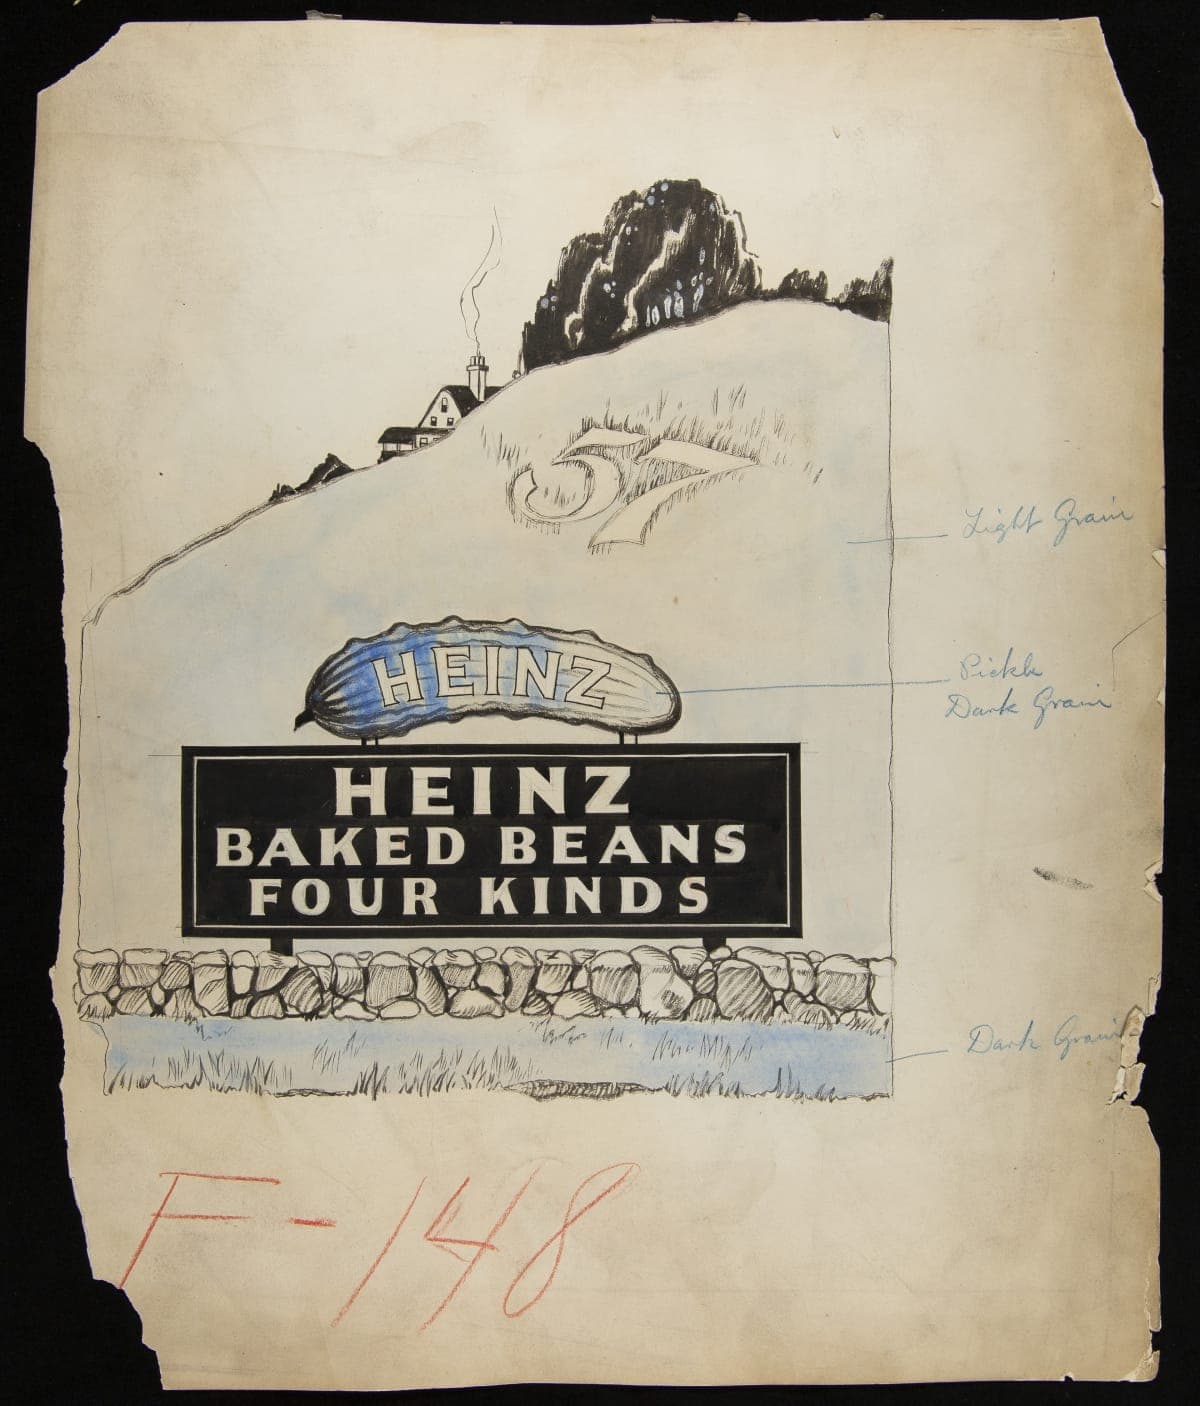 57
Light Grain
HEINZ
Pickle
Dark Grain
HEINZ
BAKED BEANS
FOUR KINDS
Dark Grain
F-148